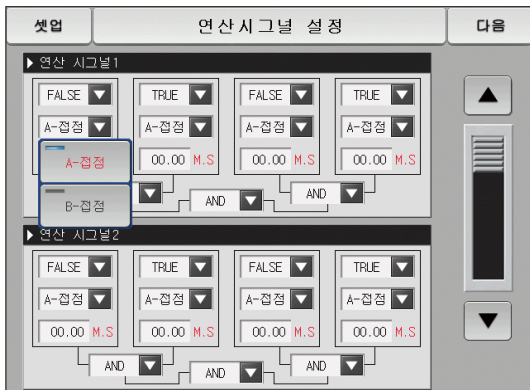 셋업 연산시그널 설정 다음
▶ 연산 시그널1
FALSE TRUE FALSE TRUE
A-접점 A-접점 A-접점 A-접점
A-접점 00.00 M.S 00.00 M.S 00.00 M.S
B-접점 AND AND
▶ 연산 시그널2
FALSE TRUE FALSE TRUE
A-접점 A-접점 A-접점 A-접점
00.00 M.S 00.00 M.S 00.00 M.S 00.00 M.S
AND AND AND